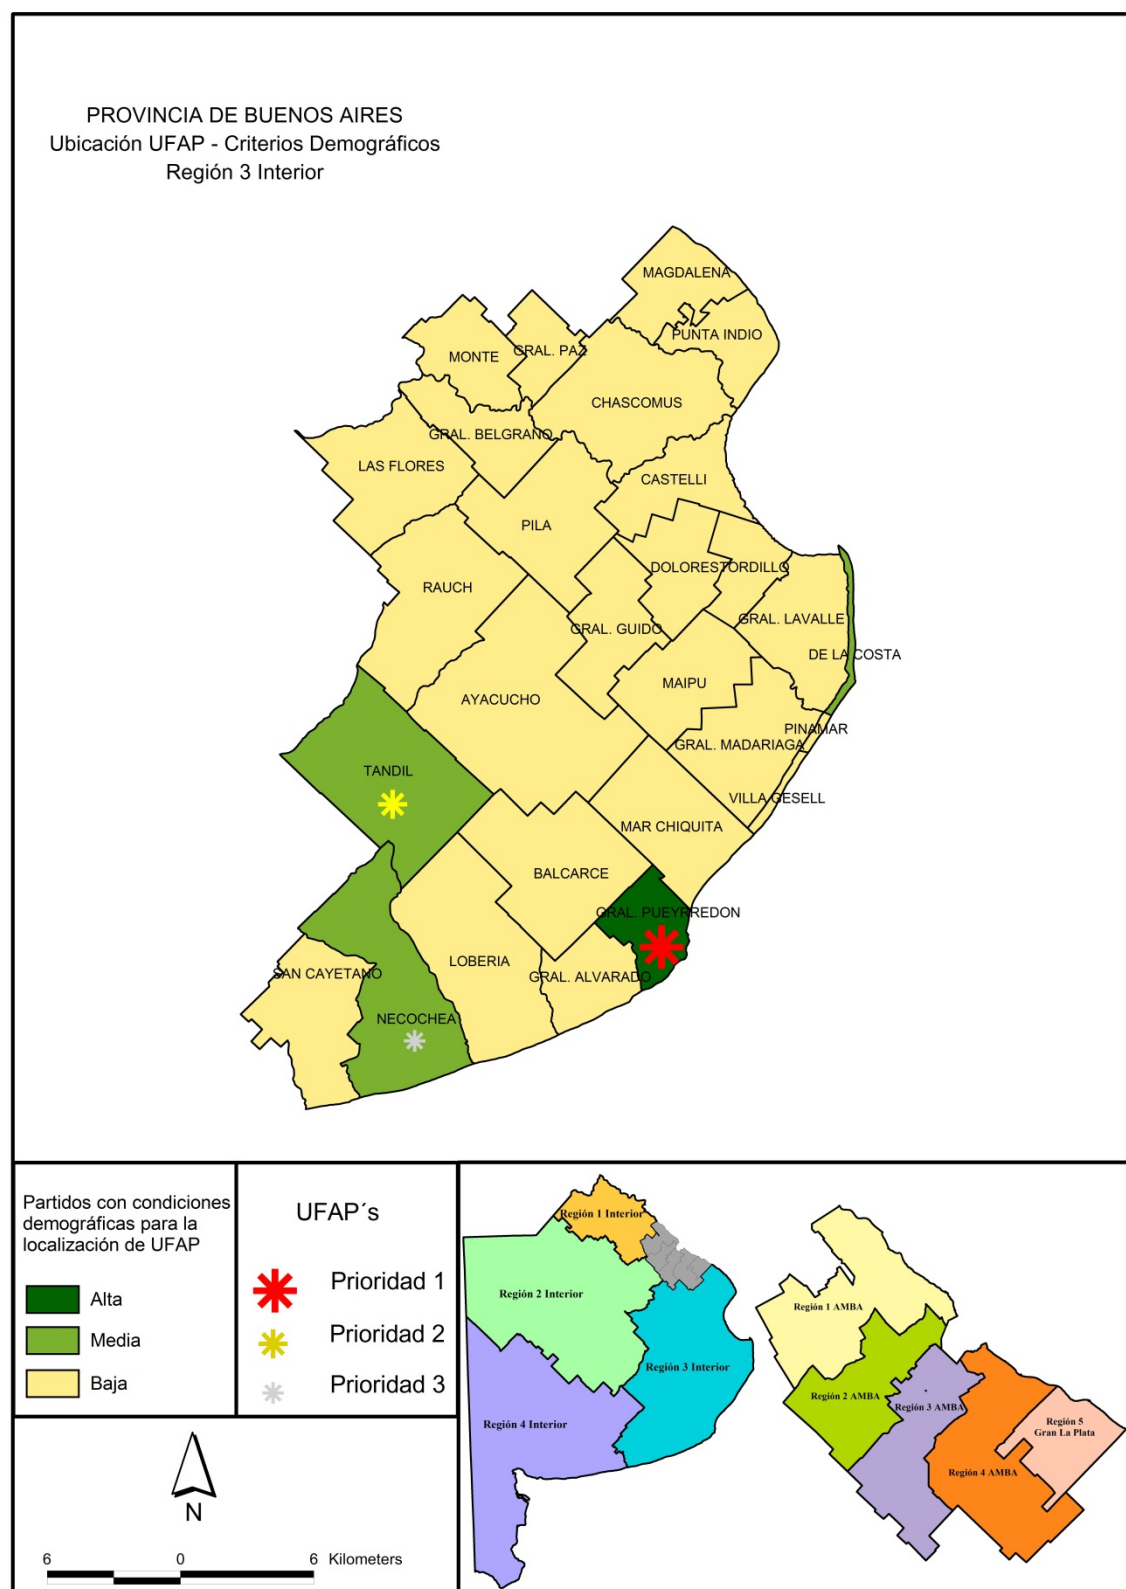 PROVINCIA DE BUENOS AIRES
Ubicación UFAP - Criterios Demográficos
Región 3 Interior
MAGDALENA
PUNTA INDIO
GRAL. PAZ
MONTE
CHASCOMUS
GRAL. BELGRANO
LAS FLORES
CASTELLI
PILA
DOLORES
TORDILLO
RAUCH
GRAL. LAVALLE
GRAL. GUIDO
DE LA COSTA
MAIPU
AYACUCHO
PINAMAR
GRAL. MADARIAGA
TANDIL
VILLA GESELL
MAR CHIQUITA
BALCARCE
GRAL. PUEYRREDON
LOBERIA
SAN CAYETANO
GRAL. ALVARADO
NECOCHEA
Partidos con condiciones
demográficas para la
localización de UFAP
Alta
Media
Baja
UFAP´s
Prioridad 1
Prioridad 2
Prioridad 3
N
6 0 6 Kilometers
Región 1 Interior
Región 2 Interior
Región 3 Interior
Región 4 Interior
Región 1 AMBA
Región 2 AMBA
Región 3 AMBA
Región 5
Gran La Plata
Región 4 AMBA